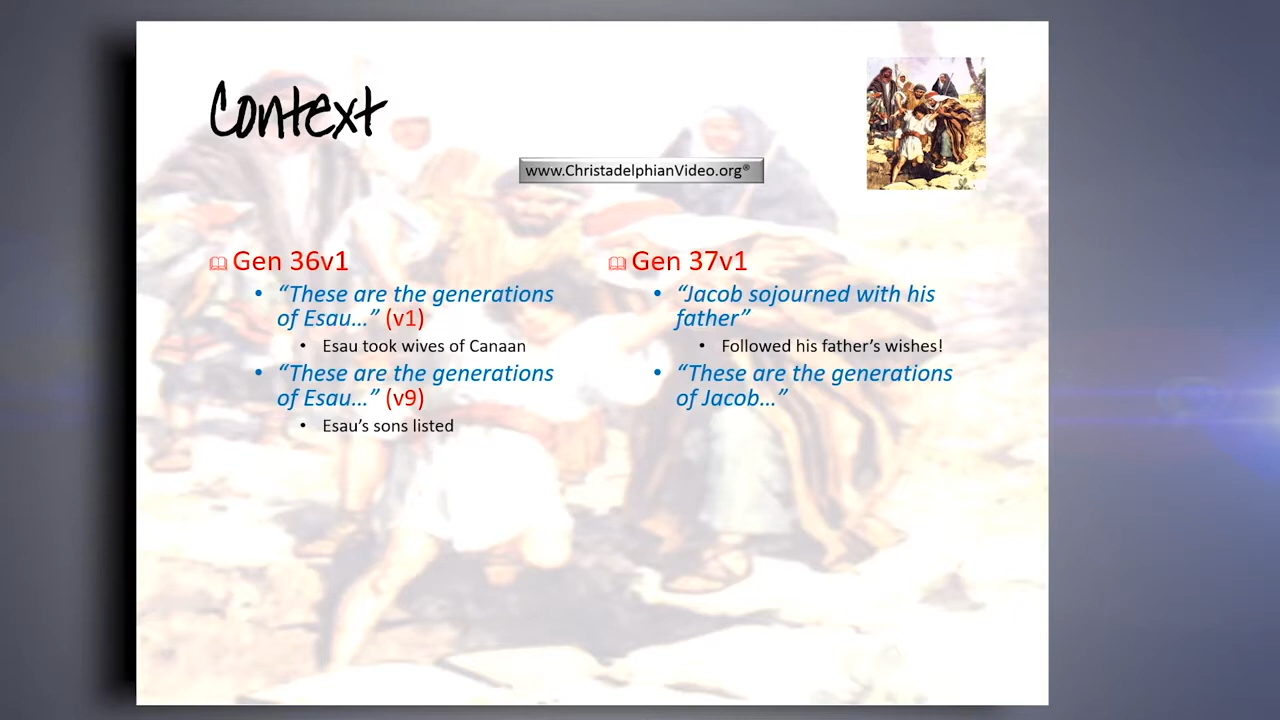 Context
www.ChristadelphianVideo.org®
Gen 36v1
• “These are the generations
of Esau…” (v1)
• Esau took wives of Canaan
• “These are the generations
of Esau…” (v9)
• Esau’s sons listed
Gen 37v1
• “Jacob sojourned with his
father”
• Followed his father’s wishes!
• “These are the generations
of Jacob…”